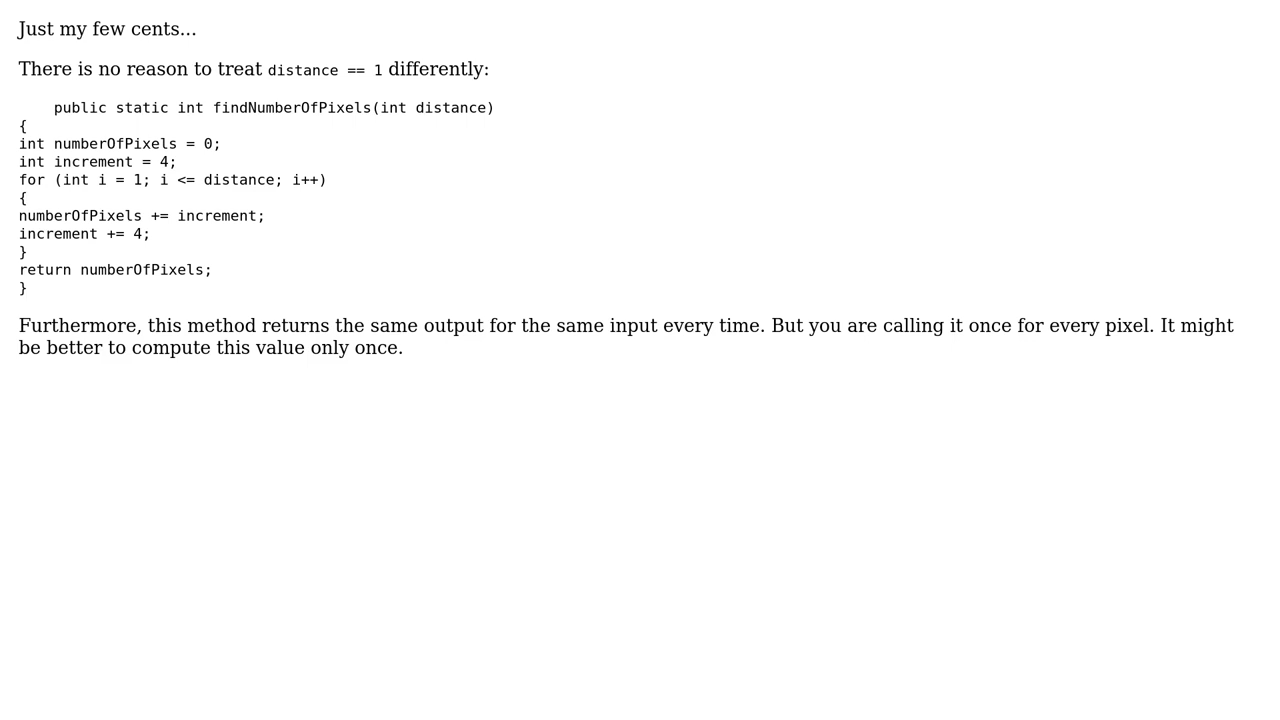 Just my few cents...
There is no reason to treat distance == 1 differently:
    public static int findNumberOfPixels(int distance)
{
int numberOfPixels = 0;
int increment = 4;
for (int i = 1; i <= distance; i++)
{
numberOfPixels += increment;
increment += 4;
}
return numberOfPixels;
}
Furthermore, this method returns the same output for the same input every time. But you are calling it once for every pixel. It might
be better to compute this value only once.